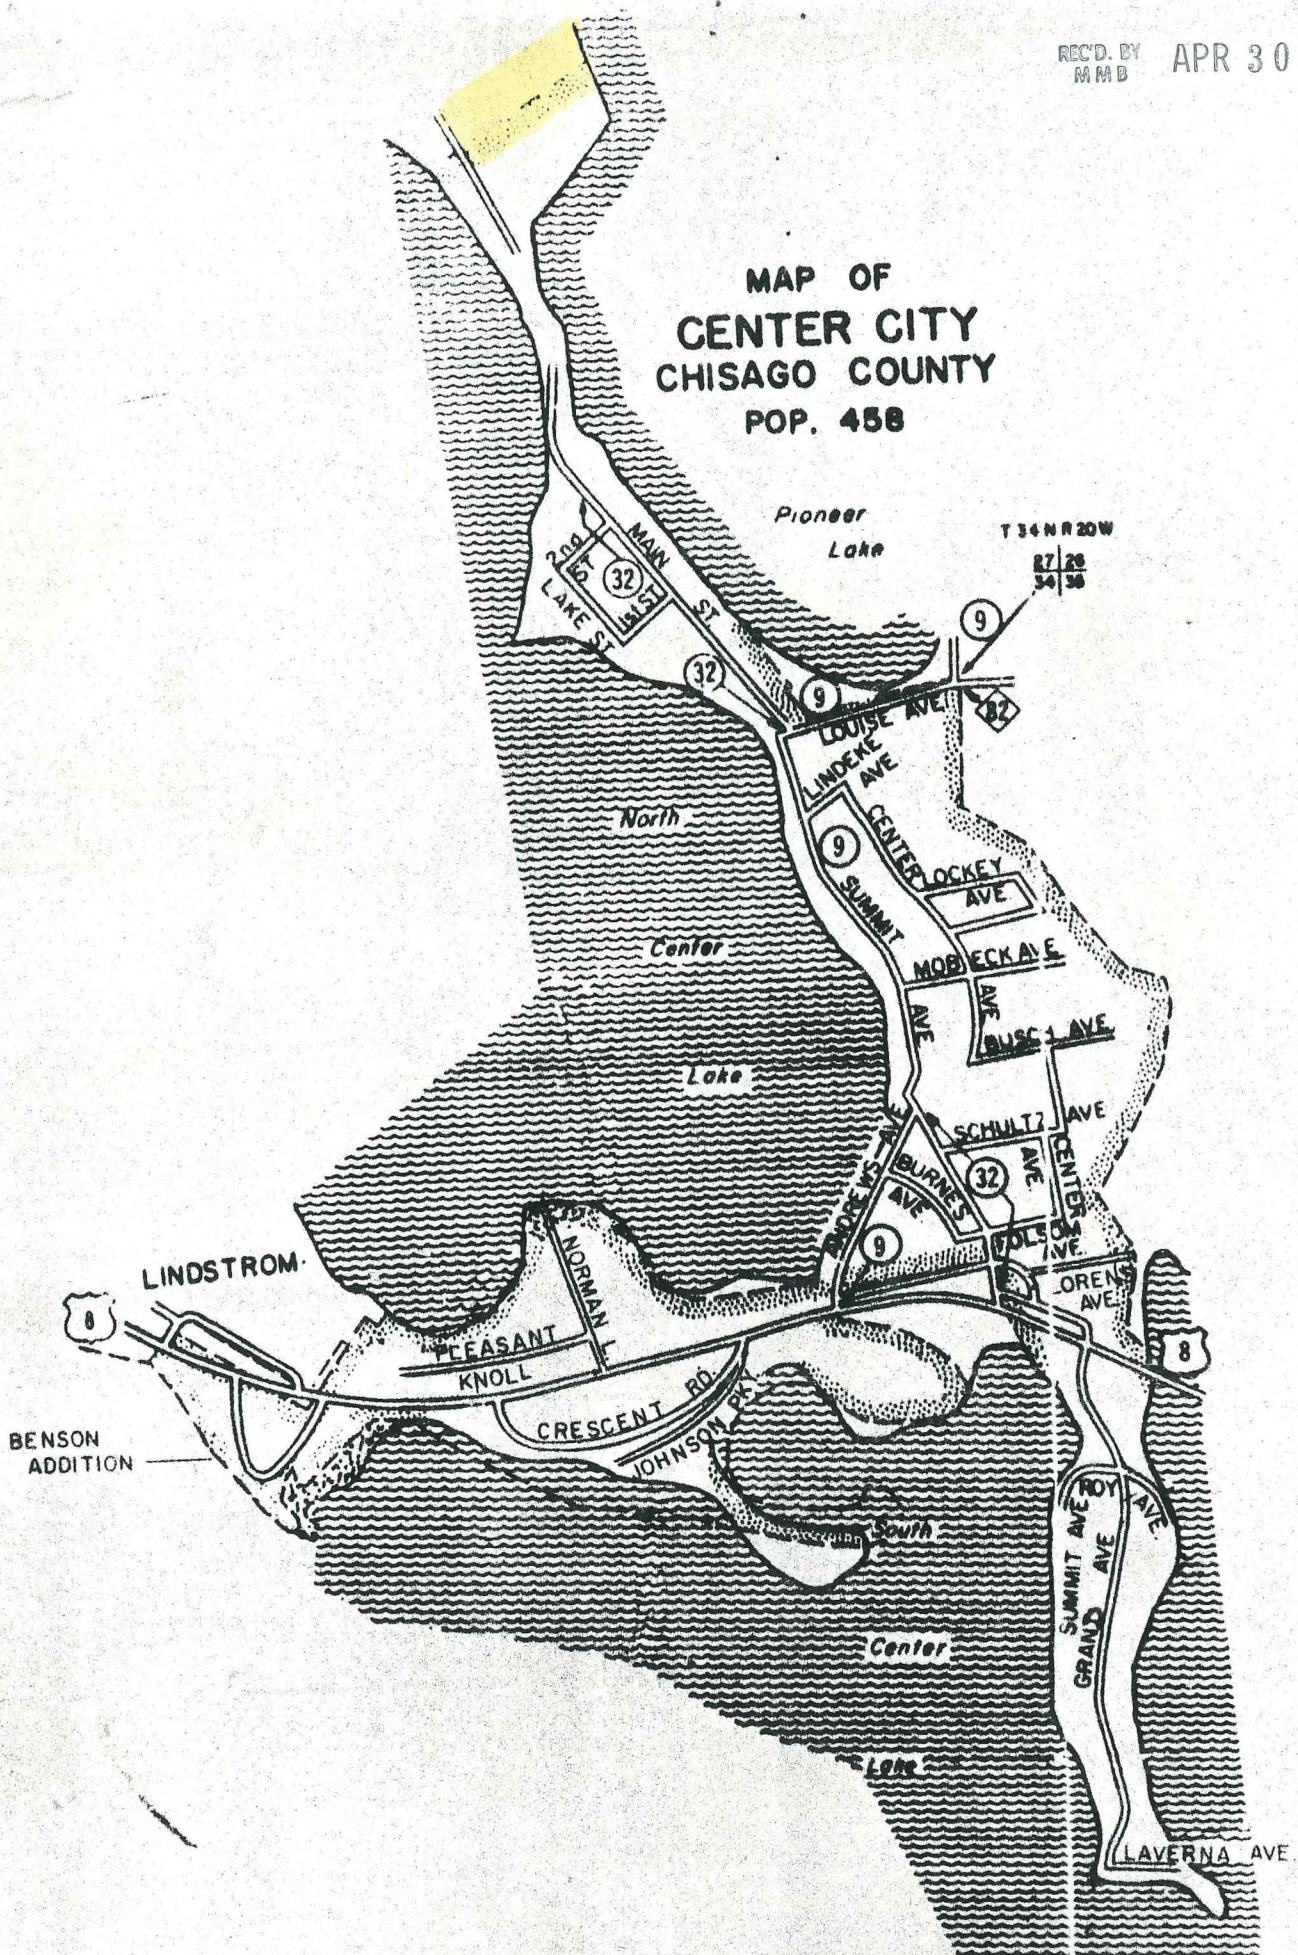 REC'D. BY
MMB
APR 30
MAP OF
CENTER CITY
CHISAGO COUNTY
POP. 458
Pioneer
Lake
T 34 N R 20W
27 26
34
9
82
MAIN
ST.
2nd
ST
32
1st ST
LAKE ST
32
9
LOUISE AVE
LINDEKE
AVE
North
9
CENTER
LOCKEY
AVE
SUMMIT
Center
MOBECK AVE
AVE
AVE
AVE
Lake
SCHULTZ AVE
ANDREWS AVE
BURNES
AVE
32
AVE
CENTER
9
AVE
AVE
LINDSTROM
NORMAN
8
8
PLEASANT
KNOLL
CRESCENT RD.
JOHNSON
BENSON
ADDITION
ROY AVE
South
SUMMIT AVE
GRAND AVE
Center
Lake
LAVERNA AVE.